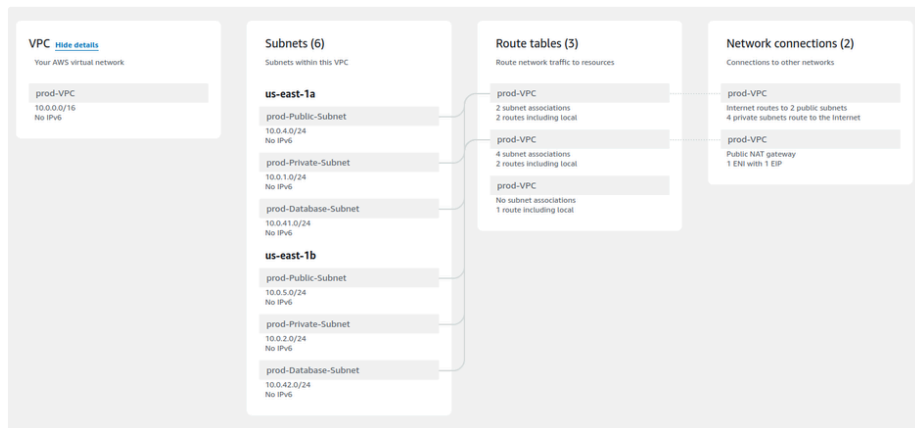 VPC Hide details
Your AWS virtual network
prod-VPC
10.0.0.0/16
No IPv6
Subnets (6)
Subnets within this VPC
us-east-1a
prod-Public-Subnet
10.0.4.0/24
No IPv6
prod-Private-Subnet
10.0.1.0/24
No IPv6
prod-Database-Subnet
10.0.41.0/24
No IPv6
us-east-1b
prod-Public-Subnet
10.0.5.0/24
No IPv6
prod-Private-Subnet
10.0.2.0/24
No IPv6
prod-Database-Subnet
10.0.42.0/24
No IPv6
Route tables (3)
Route network traffic to resources
prod-VPC
2 subnet associations
2 routes including local
prod-VPC
4 subnet associations
2 routes including local
prod-VPC
No subnet associations
1 route including local
Network connections (2)
Connections to other networks
prod-VPC
Internet routes to 2 public subnets
4 private subnets route to the Internet
prod-VPC
Public NAT gateway
1 ENI with 1 EIP